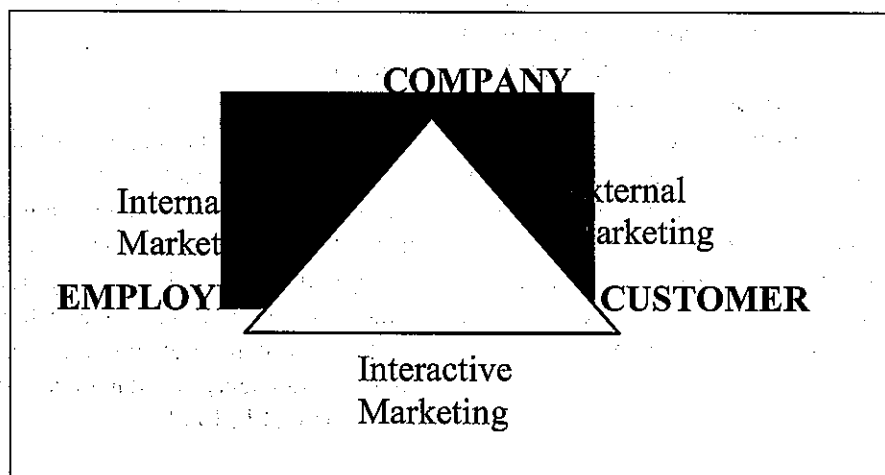 COMPANY
Interna
Market
xternal
arketing
EMPLOY
CUSTOMER
Interactive
Marketing